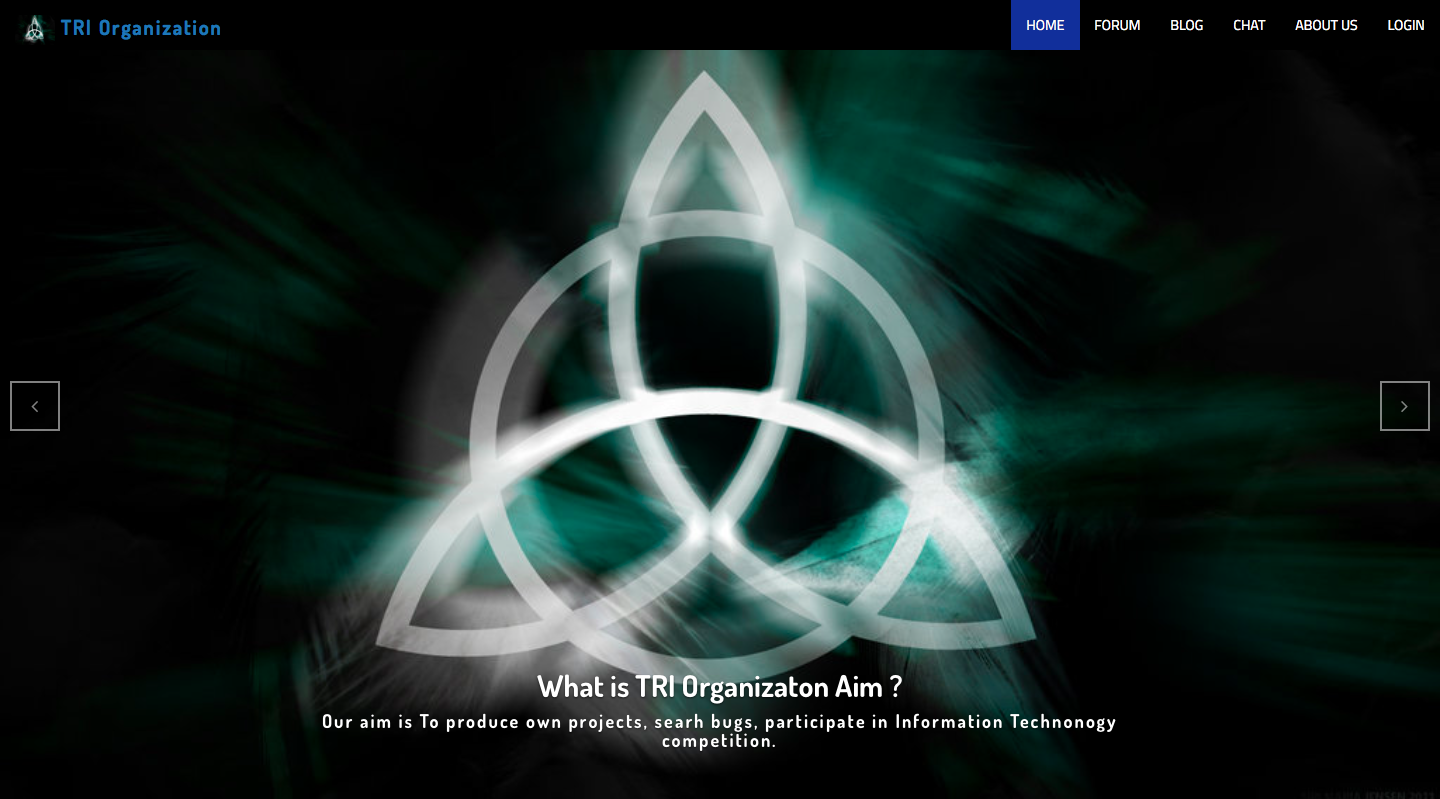 TRI Organization
HOME FORUM BLOG CHAT ABOUT US LOGIN
What is TRI Organizaton Aim ?
Our aim is To produce own projects, searh bugs, participate in Information Technonogy
competition.